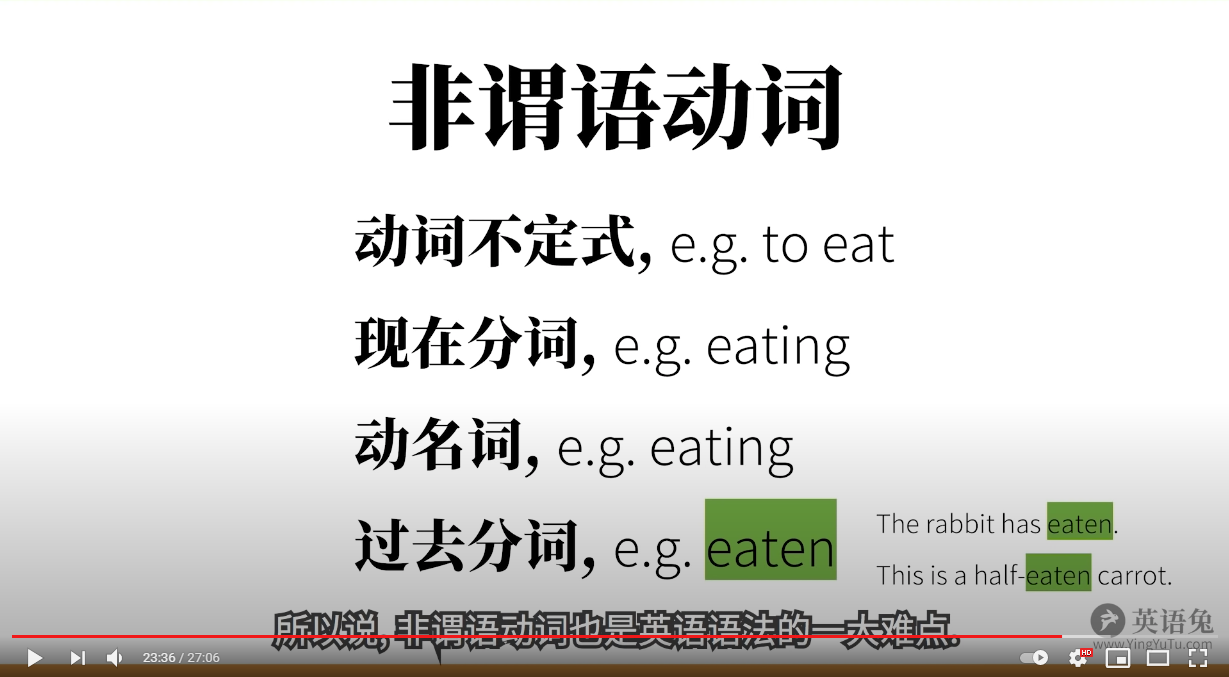 非谓语动词
动词不定式, e.g. to eat
现在分词, e.g. eating
动名词, e.g. eating
过去分词, e.g. eaten
The rabbit has eaten.
This is a half-eaten carrot.
所以说, 非谓语动词也是英语语法的一大难点.
英语兔
www.YingYuTu.com
23:36 / 27:06
HD